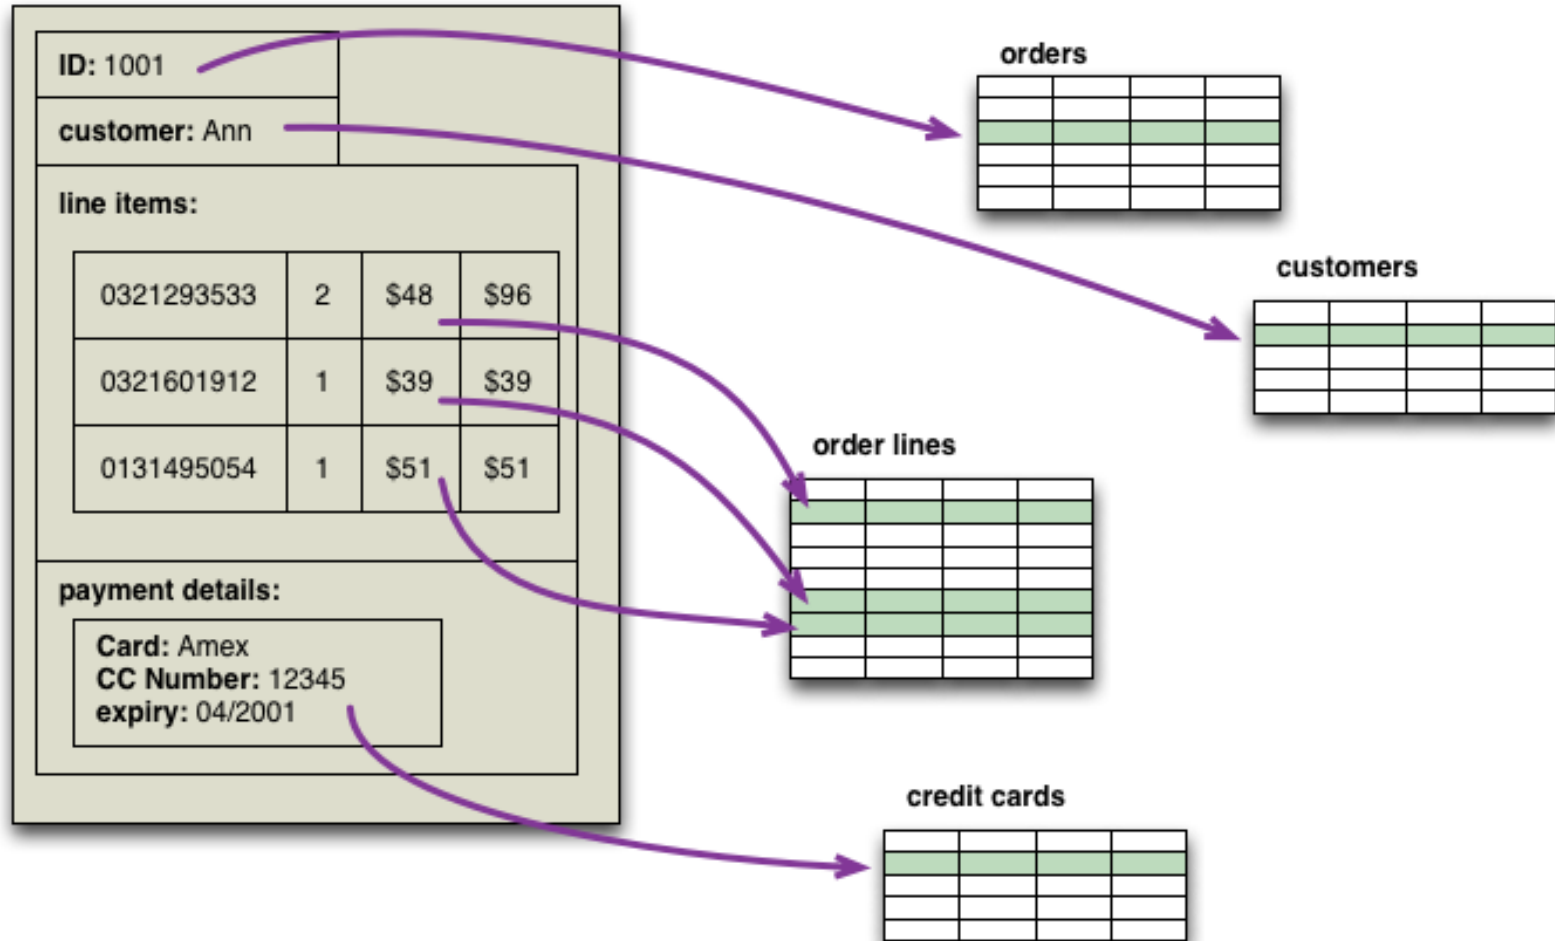 ID: 1001
customer: Ann
line items:
0321293533 2 $48 $96
0321601912 1 $39 $39
0131495054 1 $51 $51
payment details:
Card: Amex
CC Number: 12345
expiry: 04/2001
orders
customers
order lines
credit cards